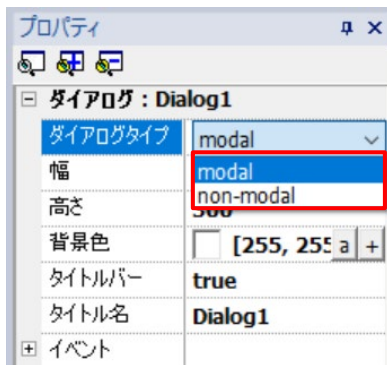 プロパティ
ダイアログ : Dialog1
ダイアログタイプ modal
幅 modal
non-modal
高さ
背景色 [255, 255 a +
タイトルバー true
タイトル名 Dialog1
イベント